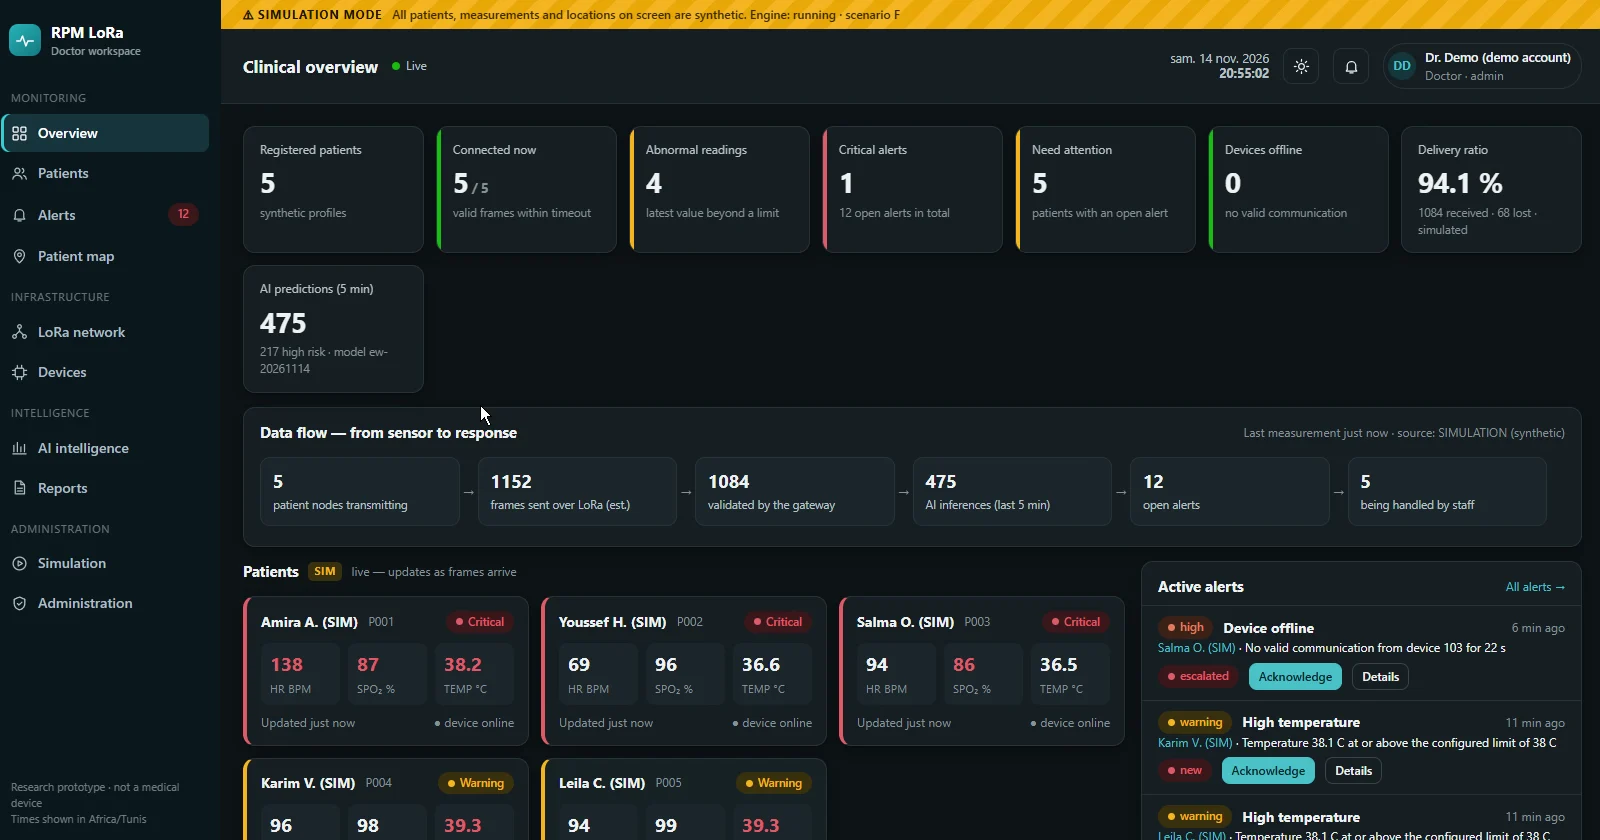 ⚠ SIMULATION MODE All patients, measurements and locations on screen are synthetic. Engine: running · scenario F
RPM LoRa
Doctor workspace
MONITORING
Overview
Patients
Alerts 12
Patient map
INFRASTRUCTURE
LoRa network
Devices
INTELLIGENCE
AI intelligence
Reports
ADMINISTRATION
Simulation
Administration
Research prototype · not a medical
device
Times shown in Africa/Tunis
Clinical overview ● Live
sam. 14 nov. 2026
20:55:02
DD
Dr. Demo (demo account)
Doctor · admin
Registered patients
5
synthetic profiles
Connected now
5 / 5
valid frames within timeout
Abnormal readings
4
latest value beyond a limit
Critical alerts
1
12 open alerts in total
Need attention
5
patients with an open alert
Devices offline
0
no valid communication
Delivery ratio
94.1 %
1084 received · 68 lost ·
simulated
AI predictions (5 min)
475
217 high risk · model ew-
20261114
Data flow — from sensor to response
Last measurement just now · source: SIMULATION (synthetic)
5
patient nodes transmitting
→
1152
frames sent over LoRa (est.)
→
1084
validated by the gateway
→
475
AI inferences (last 5 min)
→
12
open alerts
→
5
being handled by staff
Patients SIM live — updates as frames arrive
Amira A. (SIM) P001 ● Critical
138 87 38.2
HR BPM SPO₂ % TEMP °C
Updated just now ● device online
Youssef H. (SIM) P002 ● Critical
69 96 36.6
HR BPM SPO₂ % TEMP °C
Updated just now ● device online
Salma O. (SIM) P003 ● Critical
94 86 36.5
HR BPM SPO₂ % TEMP °C
Updated just now ● device online
Karim V. (SIM) P004 ● Warning
96 98 39.3
Leila C. (SIM) P005 ● Warning
94 99 39.3
Active alerts All alerts →
● high Device offline 6 min ago
Salma O. (SIM) · No valid communication from device 103 for 22 s
● escalated Acknowledge Details
● warning High temperature 11 min ago
Karim V. (SIM) · Temperature 38.1 C at or above the configured limit of 38 C
● new Acknowledge Details
● warning High temperature 11 min ago
Leila C. (SIM) · Temperature 38.1 C at or above the configured limit of 38 C